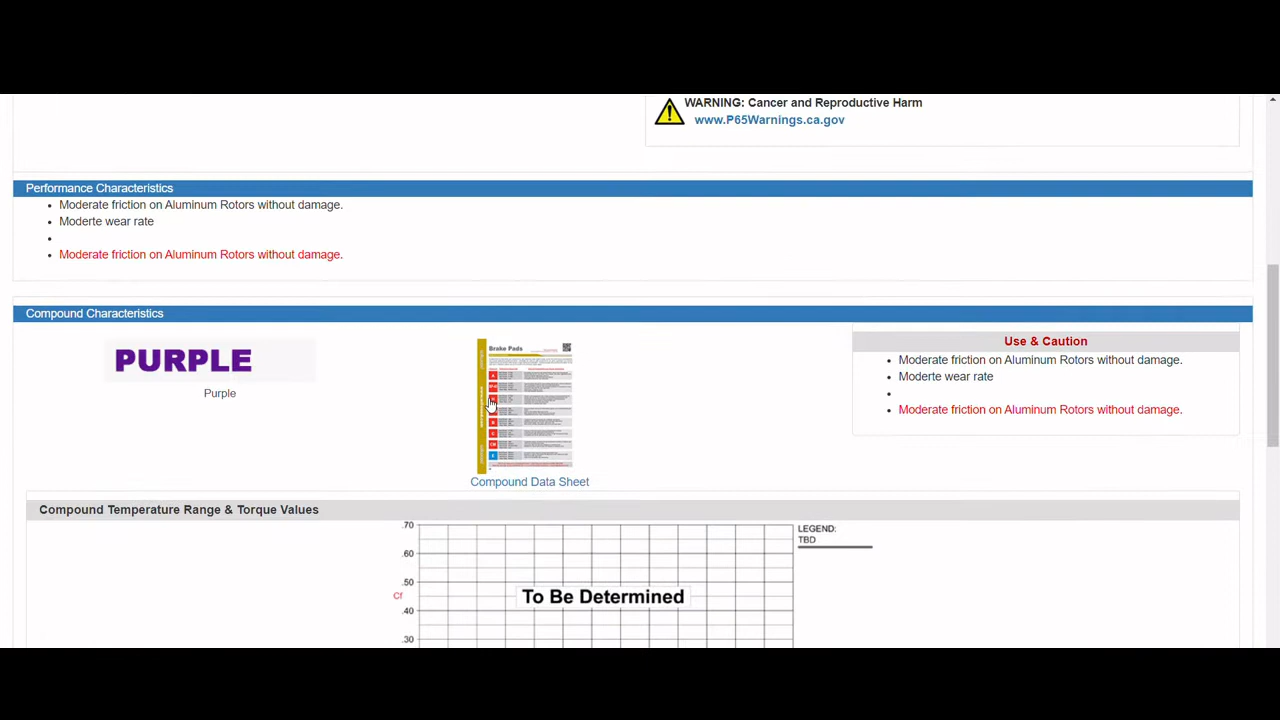 WARNING: Cancer and Reproductive Harm
www.P65Warnings.ca.gov
Performance Characteristics
Moderate friction on Aluminum Rotors without damage.
Moderte wear rate
Moderate friction on Aluminum Rotors without damage.
Compound Characteristics
PURPLE
Purple
Brake Pads
Compound Data Sheet
Use & Caution
Moderate friction on Aluminum Rotors without damage.
Moderte wear rate
Moderate friction on Aluminum Rotors without damage.
Compound Temperature Range & Torque Values
.70
.60
.50
Cf
.40
.30
To Be Determined
LEGEND:
TBD